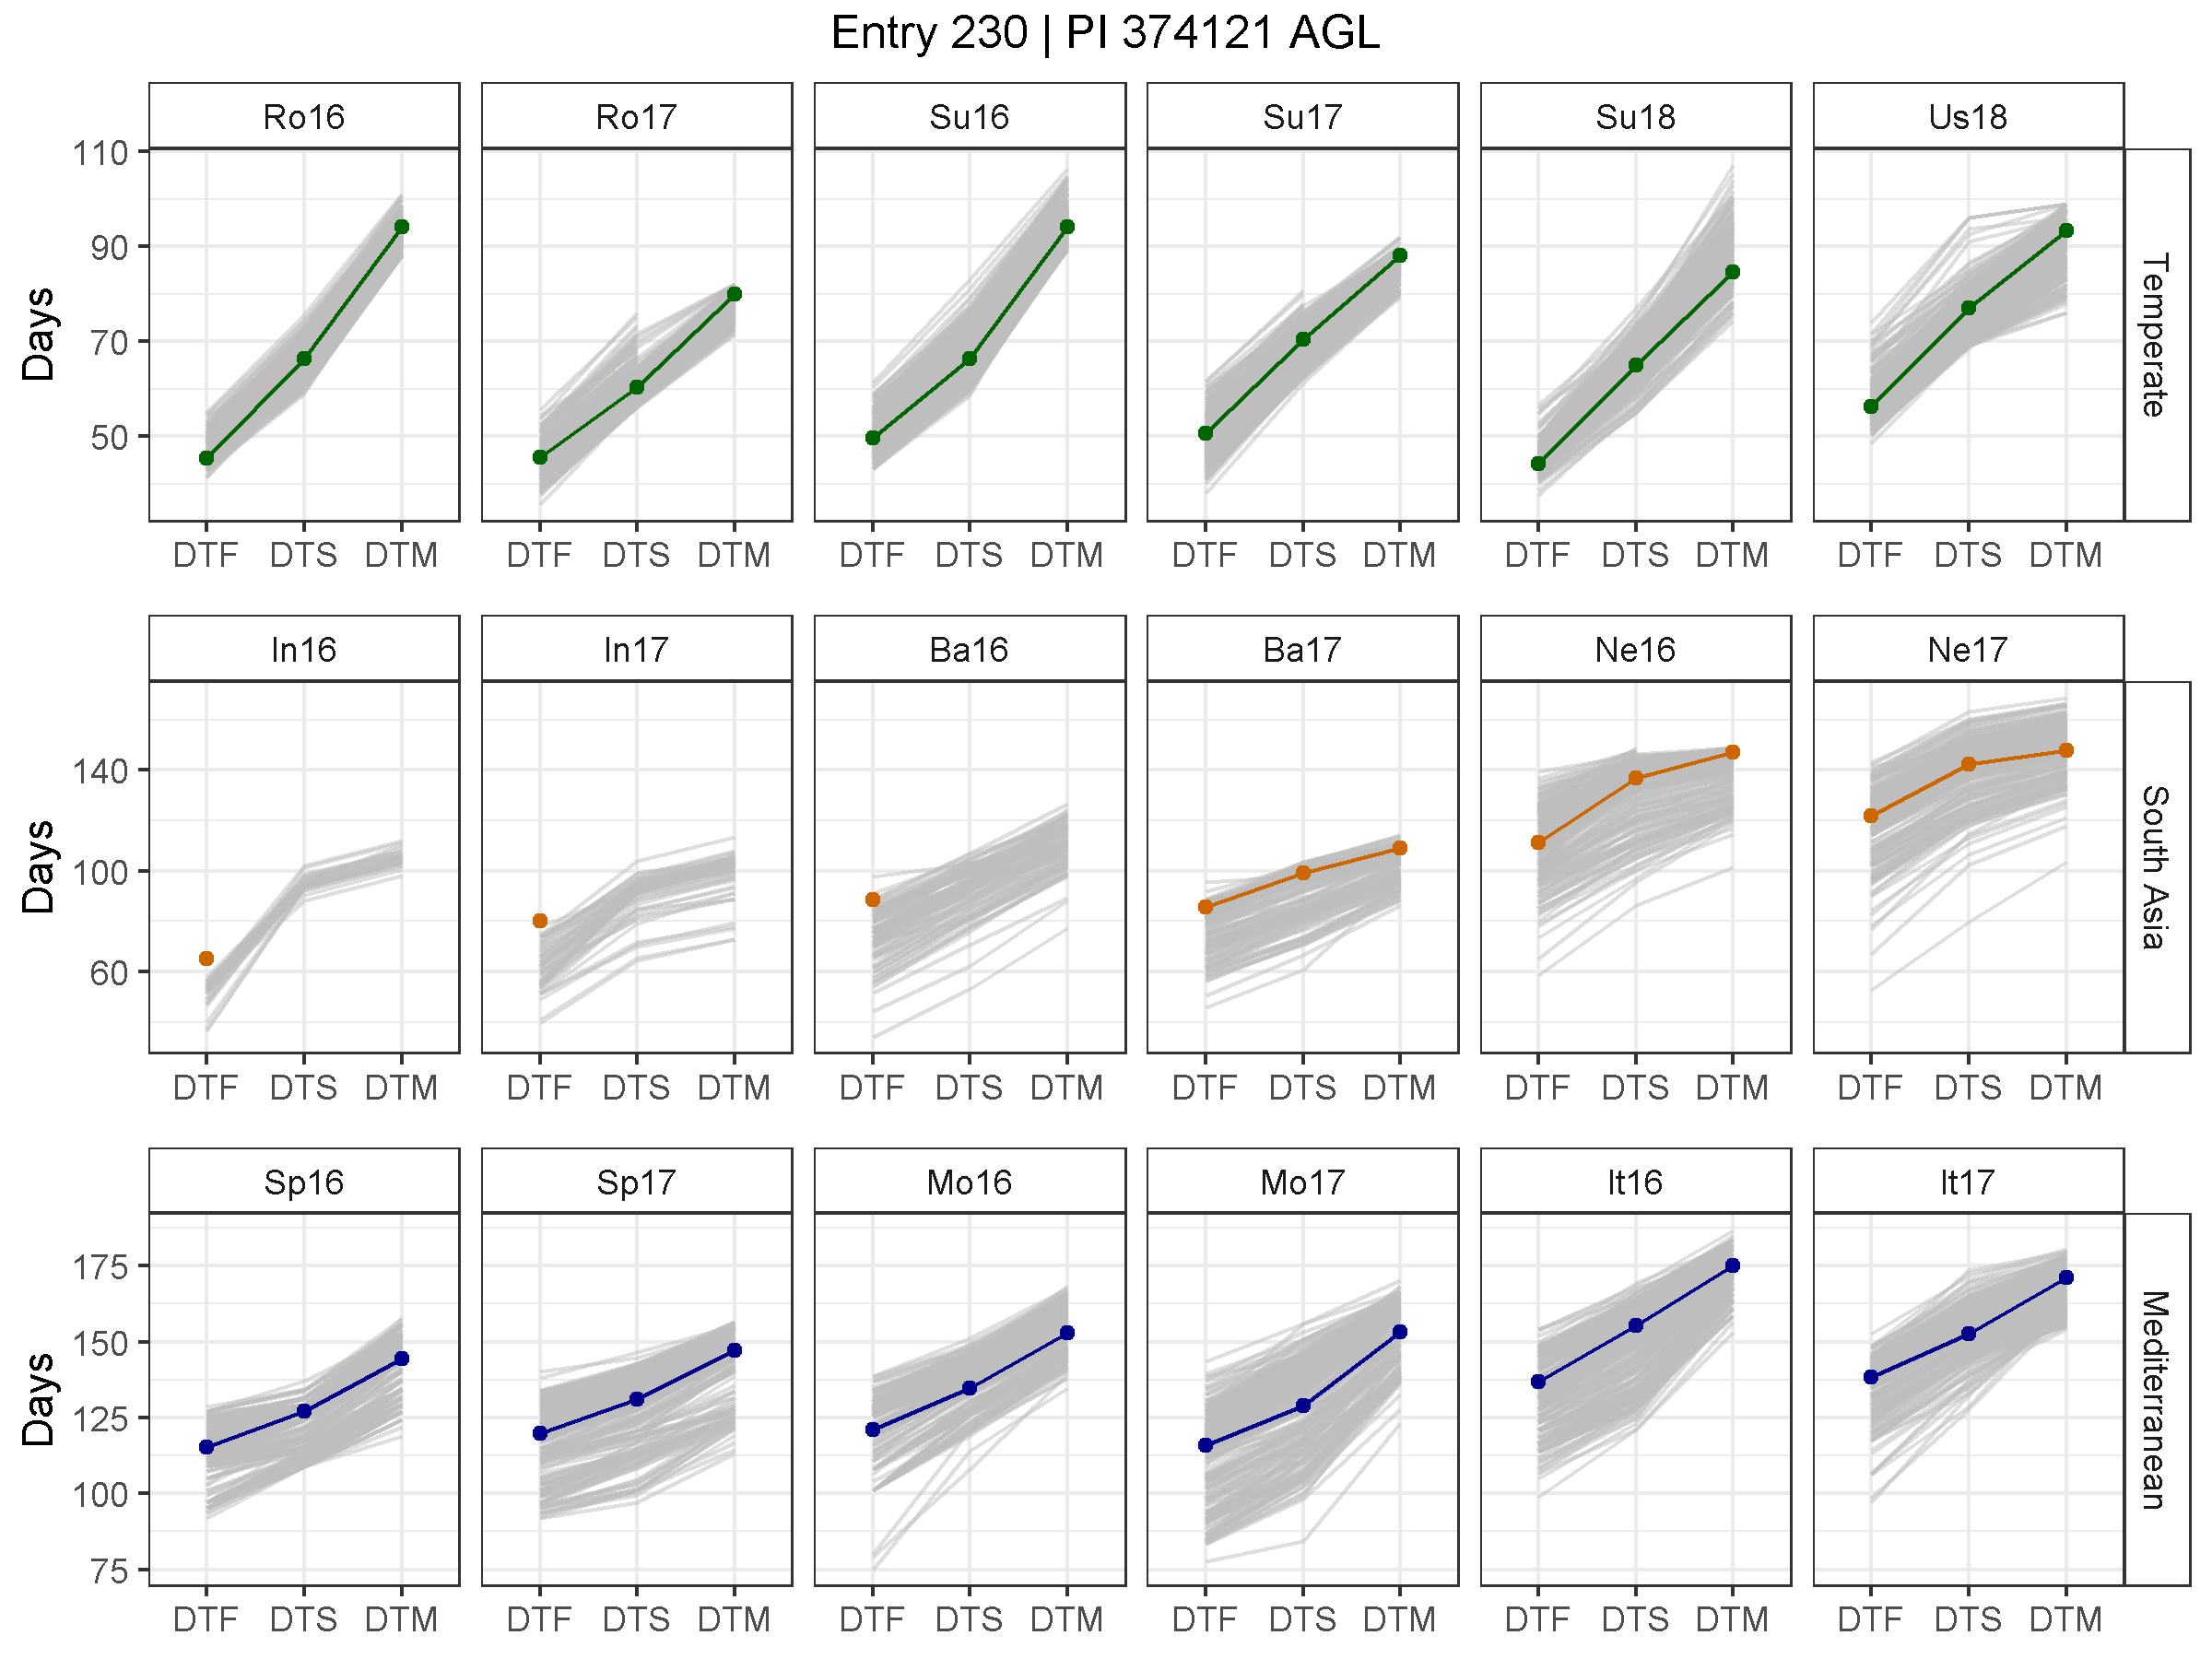 Entry 230 | PI 374121 AGL
Ro16 Ro17 Su16 Su17 Su18 Us18
110
90
70
50
Days
Temperate
DTF DTS DTM DTF DTS DTM DTF DTS DTM DTF DTS DTM DTF DTS DTM DTF DTS DTM
In16 In17 Ba16 Ba17 Ne16 Ne17
140
100
60
Days
South Asia
DTF DTS DTM DTF DTS DTM DTF DTS DTM DTF DTS DTM DTF DTS DTM DTF DTS DTM
Sp16 Sp17 Mo16 Mo17 It16 It17
175
150
125
100
75
Days
Mediterranean
DTF DTS DTM DTF DTS DTM DTF DTS DTM DTF DTS DTM DTF DTS DTM DTF DTS DTM